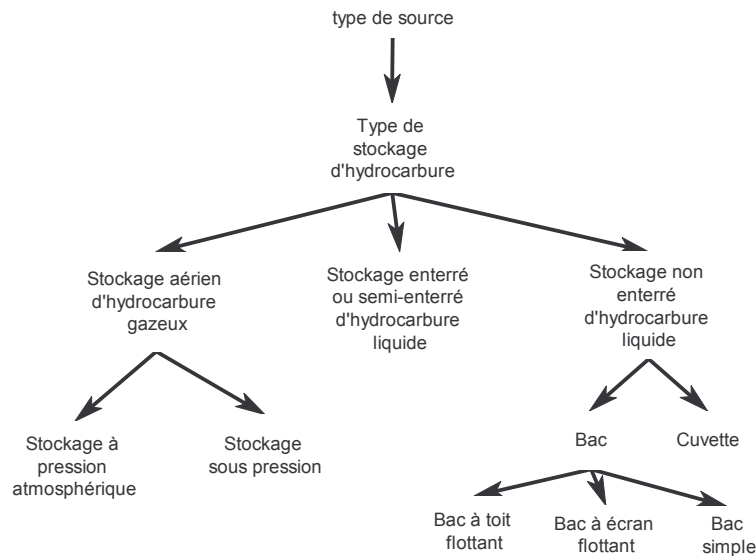 type de source
Type de
stockage
d'hydrocarbure
Stockage aérien
d'hydrocarbure
gazeux
Stockage enterré
ou semi-enterré
d'hydrocarbure
liquide
Stockage non
enterré
d'hydrocarbure
liquide
Stockage à
pression
atmosphérique
Stockage
sous pression
Bac
Cuvette
Bac à toit
flottant
Bac à écran
flottant
Bac
simple